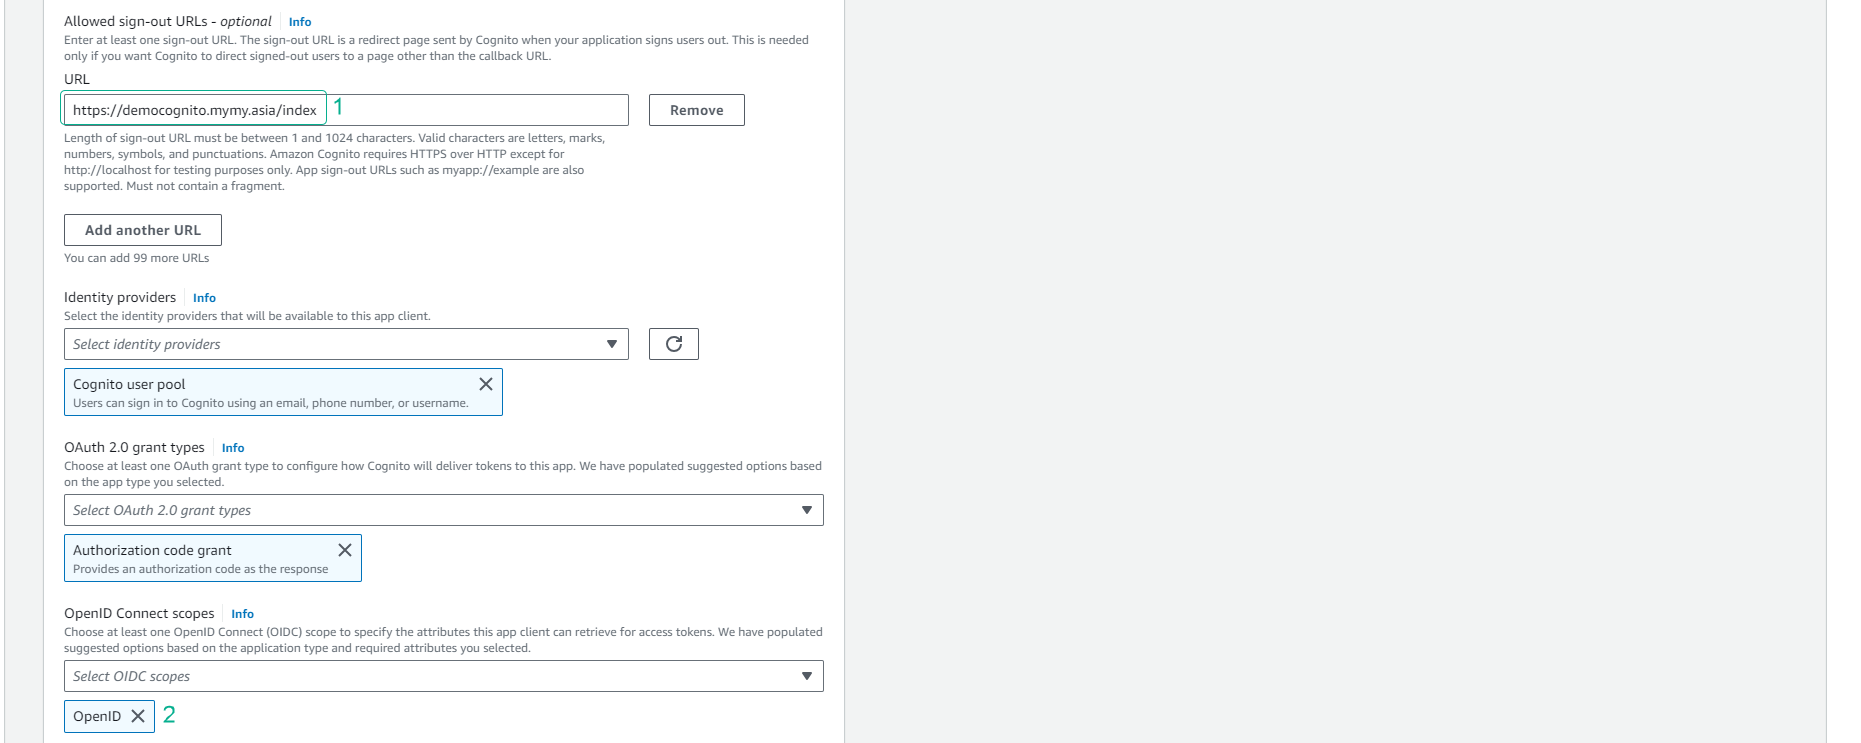 Allowed sign-out URLs - optional Info
Enter at least one sign-out URL. The sign-out URL is a redirect page sent by Cognito when your application signs users out. This is needed
only if you want Cognito to direct signed-out users to a page other than the callback URL.
URL
https://democognito.mymy.asia/index 1 Remove
Length of sign-out URL must be between 1 and 1024 characters. Valid characters are letters, marks,
numbers, symbols, and punctuations. Amazon Cognito requires HTTPS over HTTP except for
http://localhost for testing purposes only. App sign-out URLs such as myapp://example are also
supported. Must not contain a fragment.
Add another URL
You can add 99 more URLs
Identity providers Info
Select the identity providers that will be available to this app client.
Select identity providers
Cognito user pool
Users can sign in to Cognito using an email, phone number, or username.
OAuth 2.0 grant types Info
Choose at least one OAuth grant type to configure how Cognito will deliver tokens to this app. We have populated suggested options based
on the app type you selected.
Select OAuth 2.0 grant types
Authorization code grant
Provides an authorization code as the response
OpenID Connect scopes Info
Choose at least one OpenID Connect (OIDC) scope to specify the attributes this app client can retrieve for access tokens. We have populated
suggested options based on the application type and required attributes you selected.
Select OIDC scopes
OpenID 2